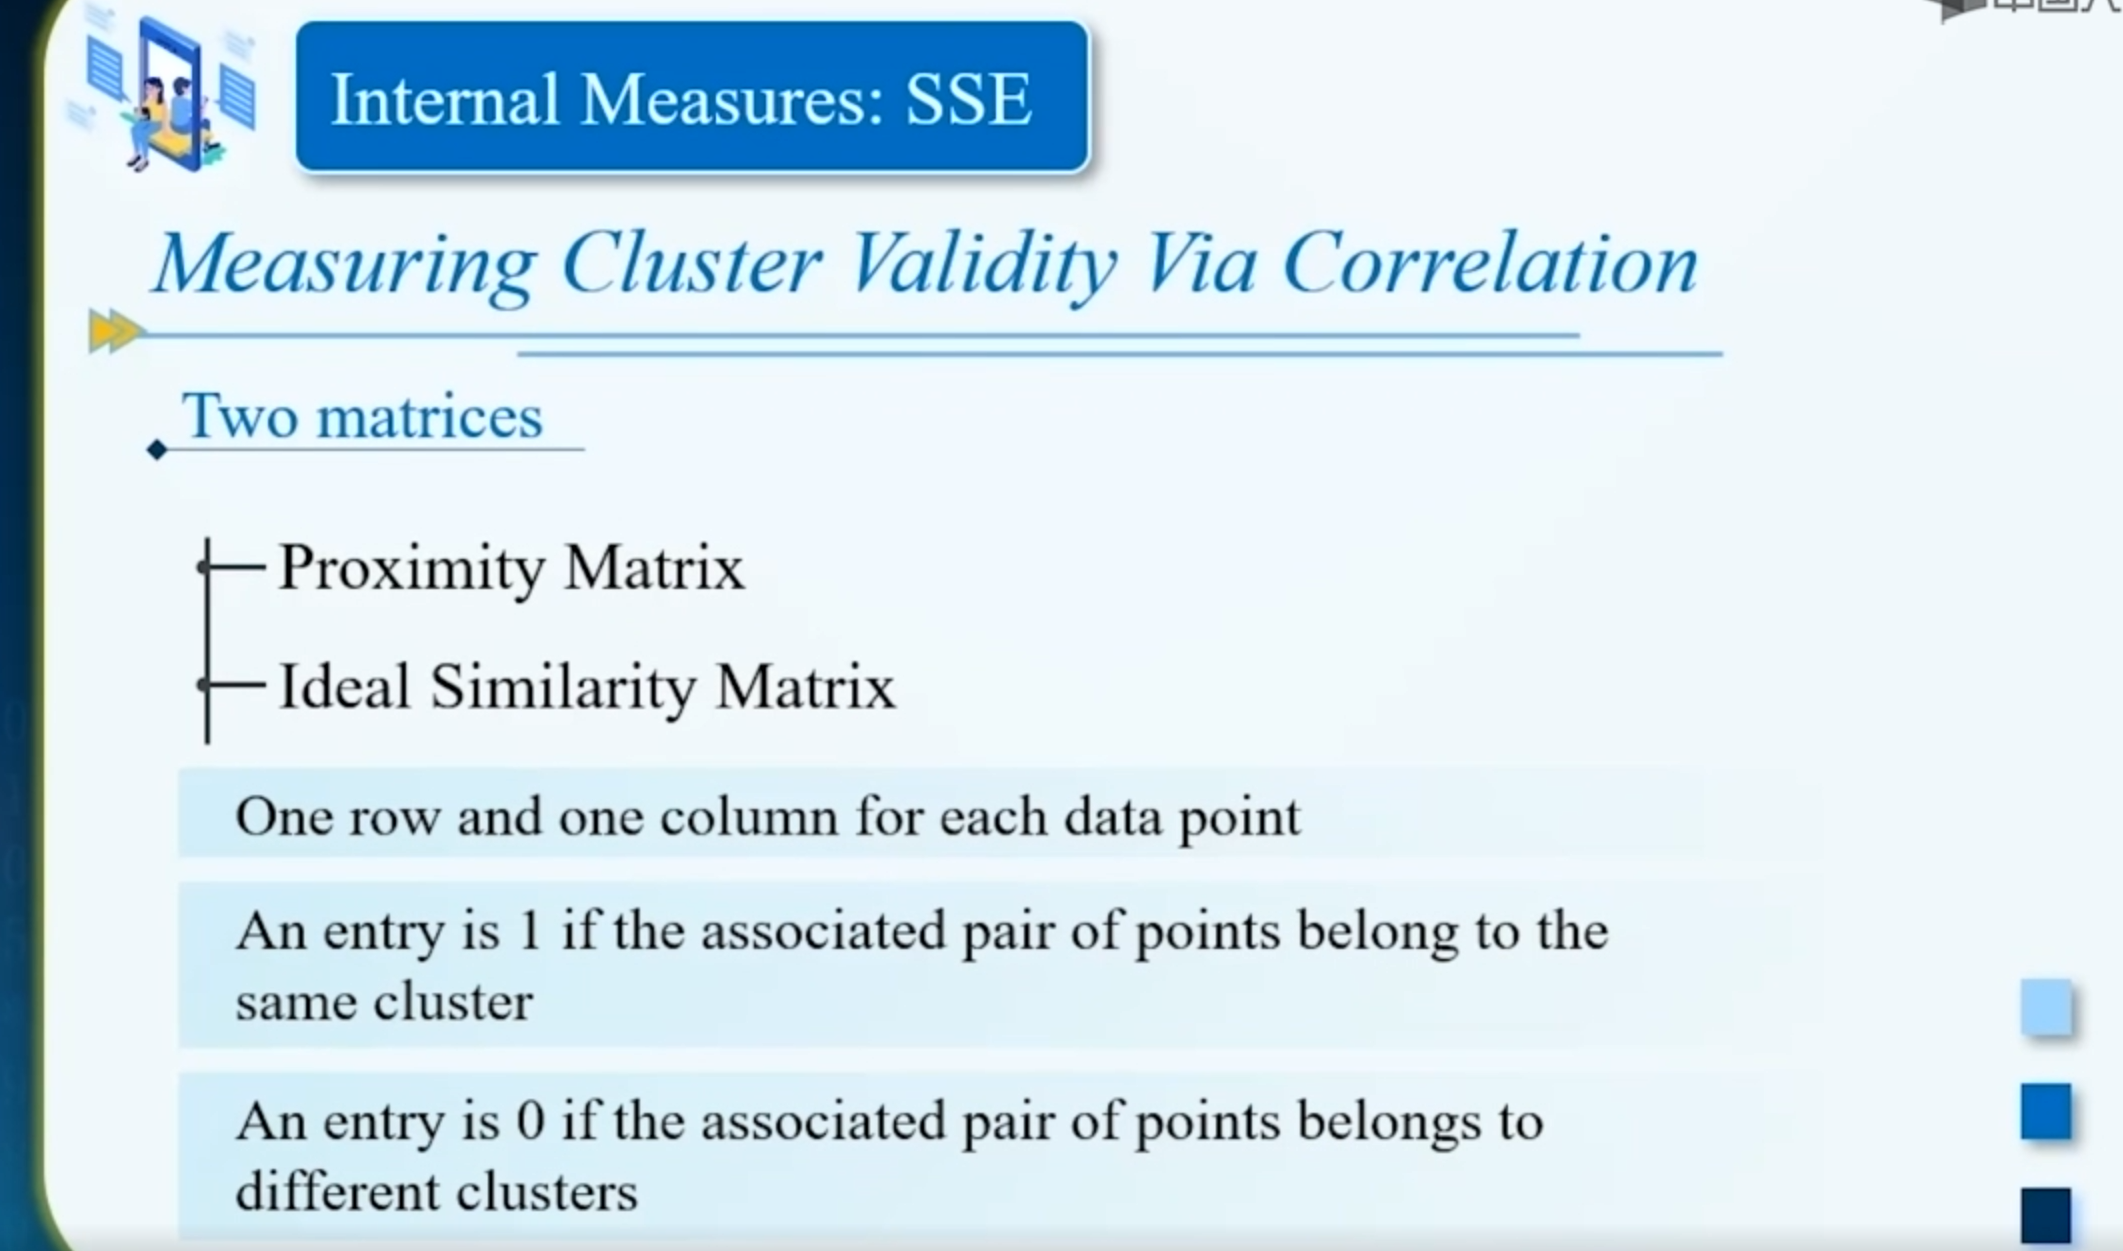 Internal Measures: SSE
Measuring Cluster Validity Via Correlation
Two matrices
Proximity Matrix
Ideal Similarity Matrix
One row and one column for each data point
An entry is 1 if the associated pair of points belong to the
same cluster
An entry is 0 if the associated pair of points belongs to
different clusters